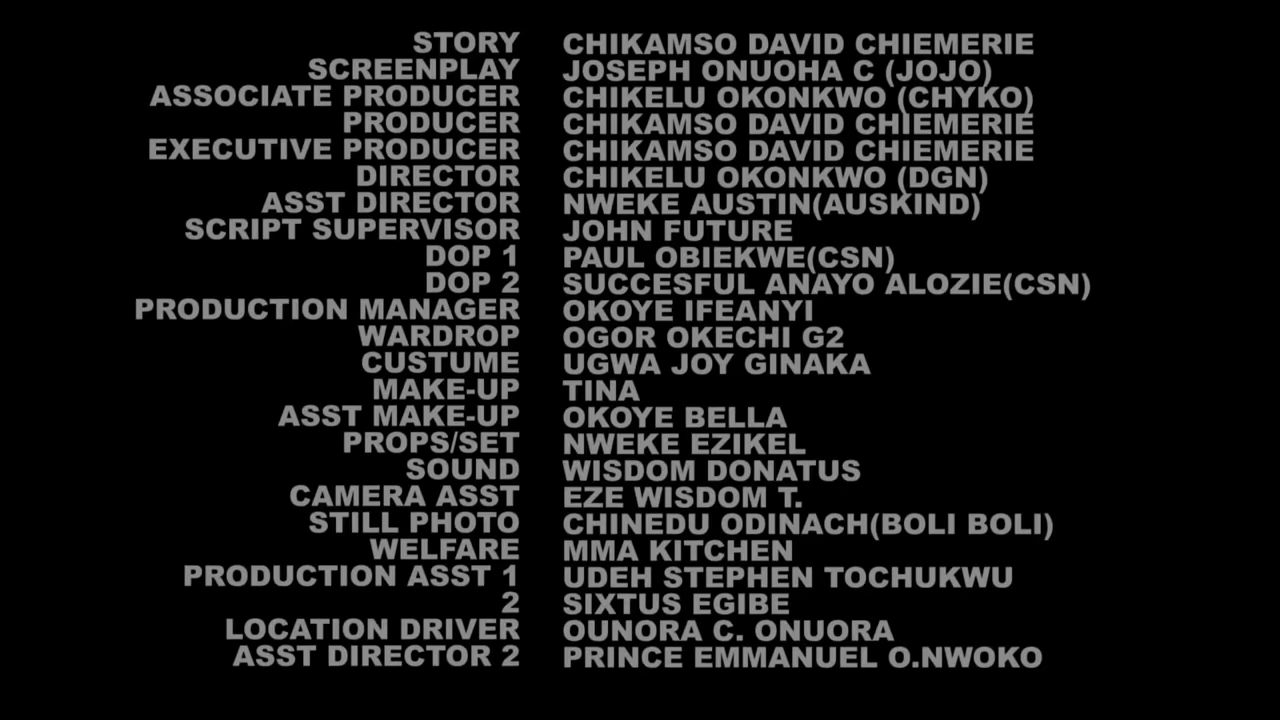 STORY CHIKAMSO DAVID CHIEMERIE
SCREENPLAY JOSEPH ONUOHA C (JOJO)
ASSOCIATE PRODUCER CHIKELU OKONKWO (CHYKO)
PRODUCER CHIKAMSO DAVID CHIEMERIE
EXECUTIVE PRODUCER CHIKAMSO DAVID CHIEMERIE
DIRECTOR CHIKELU OKONKWO (DGN)
ASST DIRECTOR NWEKE AUSTIN(AUSKIND)
SCRIPT SUPERVISOR JOHN FUTURE
DOP 1 PAUL OBIEKWE(CSN)
DOP 2 SUCCESFUL ANAYO ALOZIE(CSN)
PRODUCTION MANAGER OKOYE IFEANYI
WARDROP OGOR OKECHI G2
CUSTUME UGWA JOY GINAKA
MAKE-UP TINA
ASST MAKE-UP OKOYE BELLA
PROPS/SET NWEKE EZIKEL
SOUND WISDOM DONATUS
CAMERA ASST EZE WISDOM T.
STILL PHOTO CHINEDU ODINACH(BOLI BOLI)
WELFARE MMA KITCHEN
PRODUCTION ASST 1 UDEH STEPHEN TOCHUKWU
2 SIXTUS EGIBE
LOCATION DRIVER OUNORA C. ONUORA
ASST DIRECTOR 2 PRINCE EMMANUEL O.NWOKO